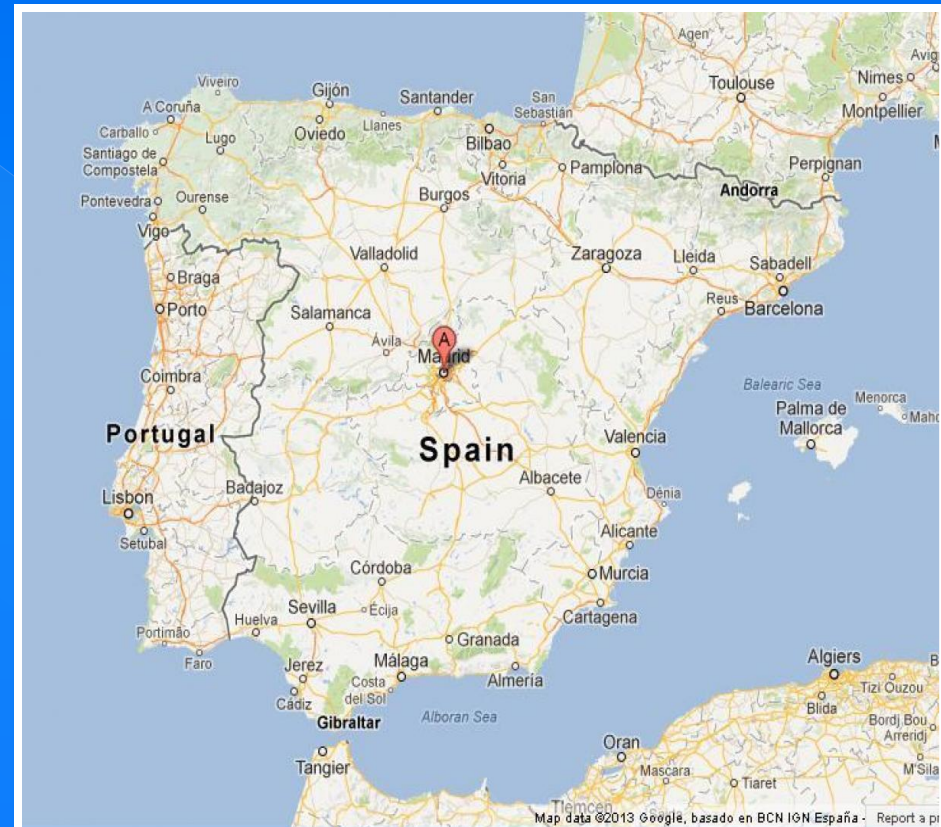 Agen
Avig
Toulouse
Nimes
Montpellier
Viveiro
Gijón
Santander
San
Sebastián
A Coruña
Carballo
Lugo
Oviedo
Llanes
Bilbao
Santiago de
Compostela
Vitoria
Pamplona
Perpignan
Andorra
Pontevedra
Ourense
Burgos
Vigo
Valladolid
Zaragoza
Lleida
Sabadell
Braga
Reus
Barcelona
Porto
Salamanca
A
Ávila
Madrid
Coimbra
Balearic Sea
Menorca
Palma de
Mallorca
Mahó
Portugal
Spain
Valencia
Albacete
Badajoz
Lisbon
Dénia
Setubal
Alicante
Córdoba
Murcia
Sevilla
Écija
Cartagena
Huelva
Granada
Portimão
Faro
Jerez
Málaga
Almería
Algiers
B
Cádiz
Costa
del Sol
Tizi Ouzou
Blida
Gibraltar
Alboran Sea
Bordj Bou
Arreridj
Oran
Tangier
Mascara
Tiaret
M'Sila
Tlemcen
Map data ©2013 Google, basado en BCN IGN España - Report a pr